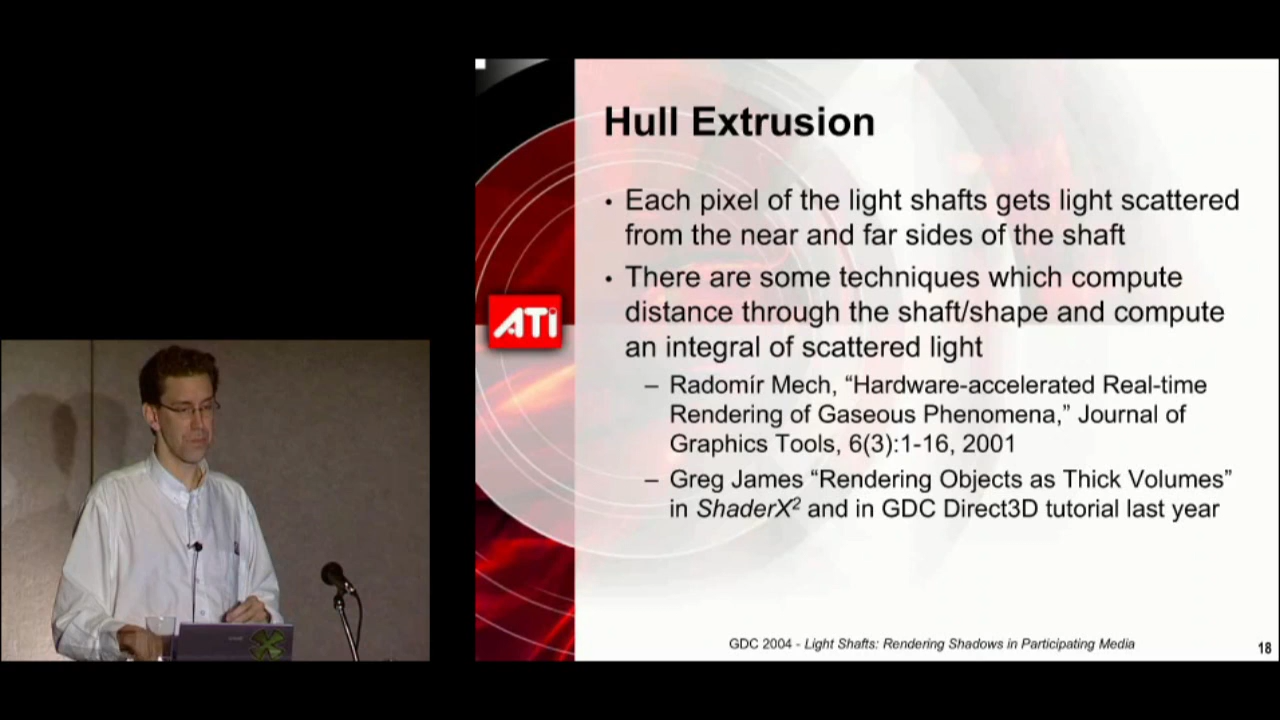 Hull Extrusion
• Each pixel of the light shafts gets light scattered
from the near and far sides of the shaft
• There are some techniques which compute
distance through the shaft/shape and compute
an integral of scattered light
– Radomír Mech, “Hardware-accelerated Real-time
Rendering of Gaseous Phenomena,” Journal of
Graphics Tools, 6(3):1-16, 2001
– Greg James “Rendering Objects as Thick Volumes”
in ShaderX² and in GDC Direct3D tutorial last year
ATi
GDC 2004 - Light Shafts: Rendering Shadows in Participating Media
18